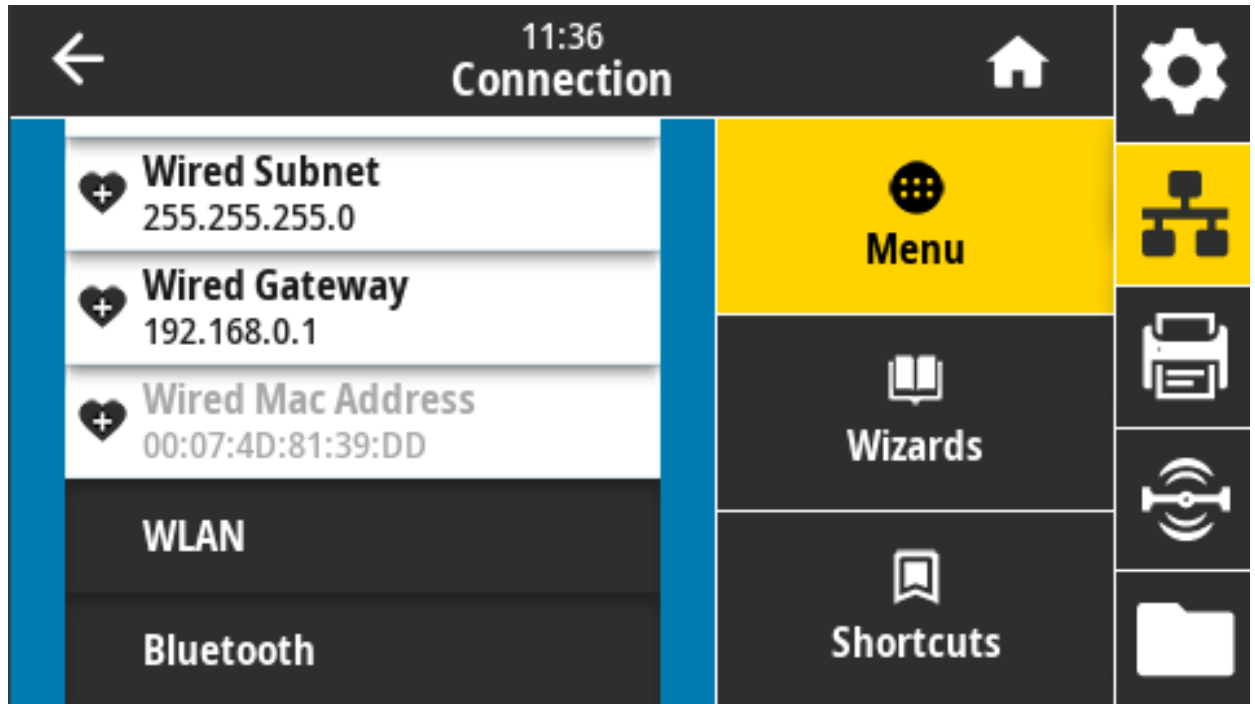 11:36
Connection
Wired Subnet
255.255.255.0
Wired Gateway
192.168.0.1
Wired Mac Address
00:07:4D:81:39:DD
WLAN
Bluetooth
Menu
Wizards
Shortcuts